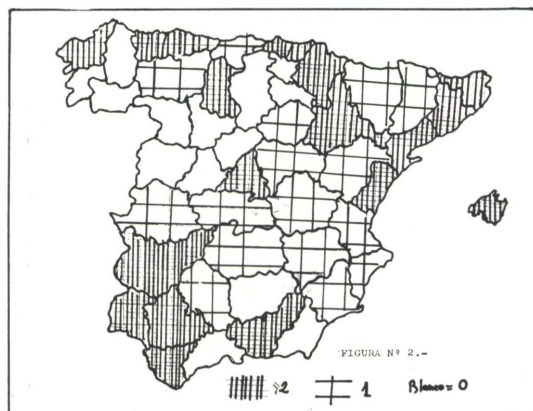 FIGURA Nº 2.-
≥2 1 Blanco = 0